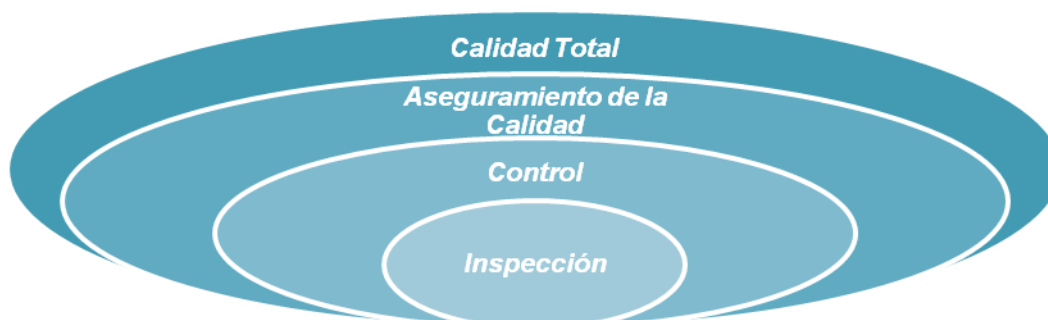 Calidad Total
Aseguramiento de la
Calidad
Control
Inspección